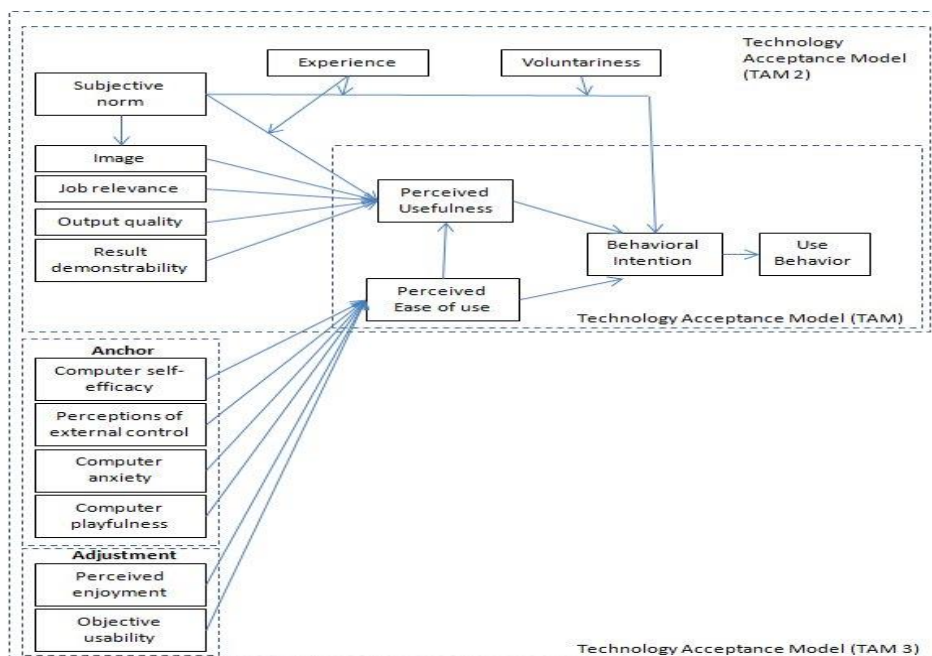 Technology
Acceptance Model
(TAM 2)
Experience
Voluntariness
Subjective
norm
Image
Job relevance
Output quality
Result
demonstrability
Perceived
Usefulness
Behavioral
Intention
Use
Behavior
Perceived
Ease of use
Technology Acceptance Model (TAM)
Anchor
Computer self-
efficacy
Perceptions of
external control
Computer
anxiety
Computer
playfulness
Adjustment
Perceived
enjoyment
Objective
usability
Technology Acceptance Model (TAM 3)